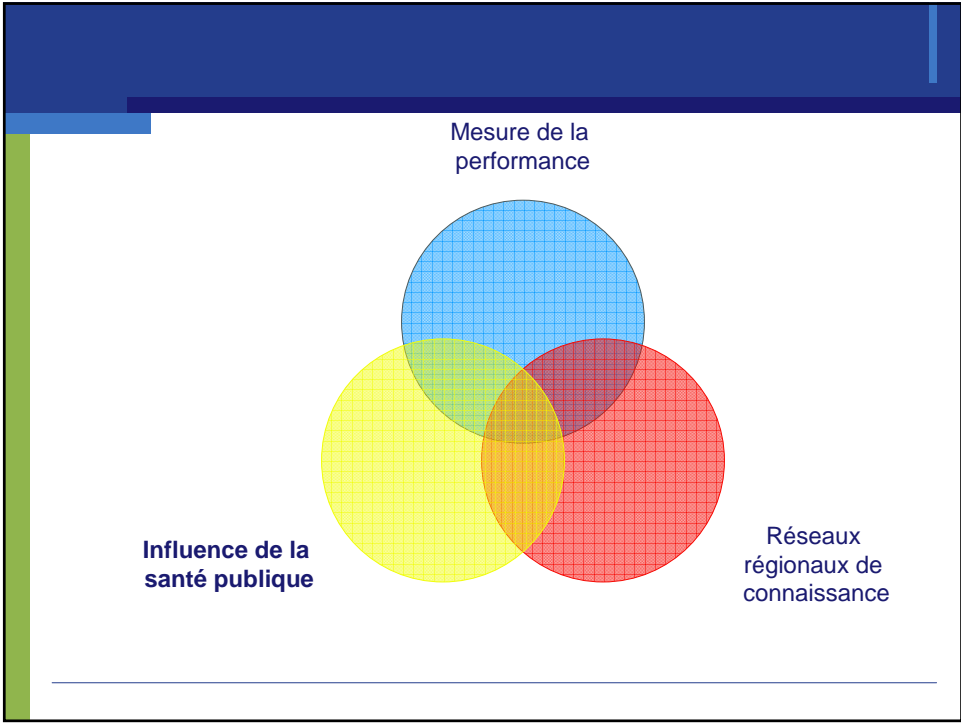 Mesure de la
performance
Influence de la
santé publique
Réseaux
régionaux de
connaissance